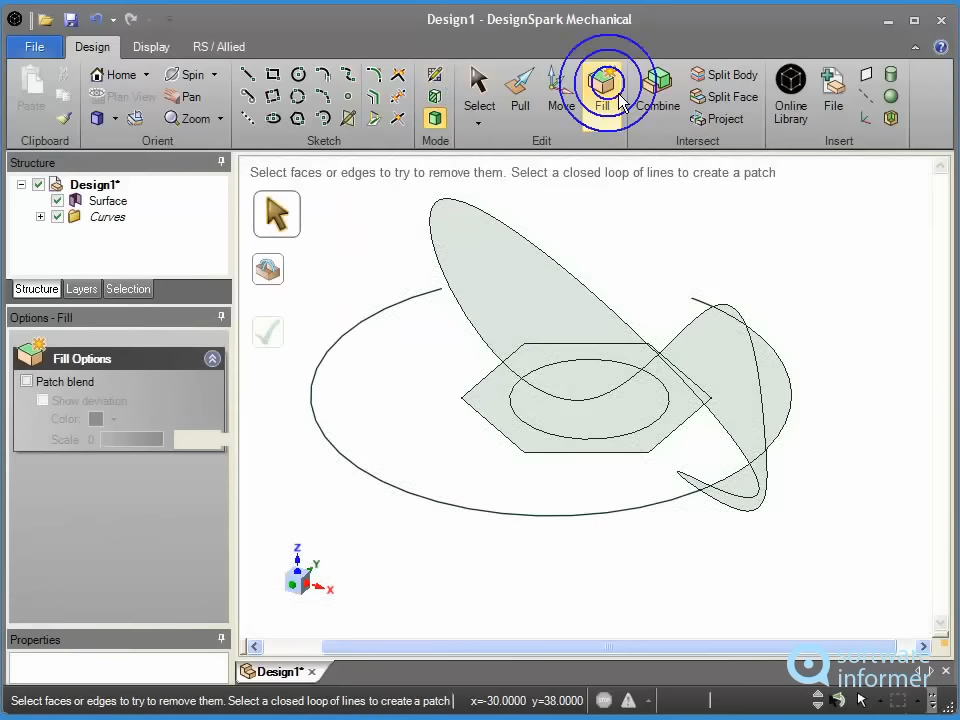 Design1 - DesignSpark Mechanical
File Design Display RS / Allied
Paste
Home Spin
Plan View Pan
Zoom
Select Pull Move Fill Combine
Split Body
Split Face
Project
Online Library
File
Clipboard Orient Sketch Mode Edit Intersect Insert
Structure
Design1*
Surface
Curves
Structure Layers Selection
Options - Fill
Fill Options
Patch blend
Show deviation
Color:
Scale 0
Properties
Select faces or edges to try to remove them. Select a closed loop of lines to create a patch
Z
Y
X
Design1*
software
informer
Select faces or edges to try to remove them. Select a closed loop of lines to create a patch x=-30.0000 y=38.0000